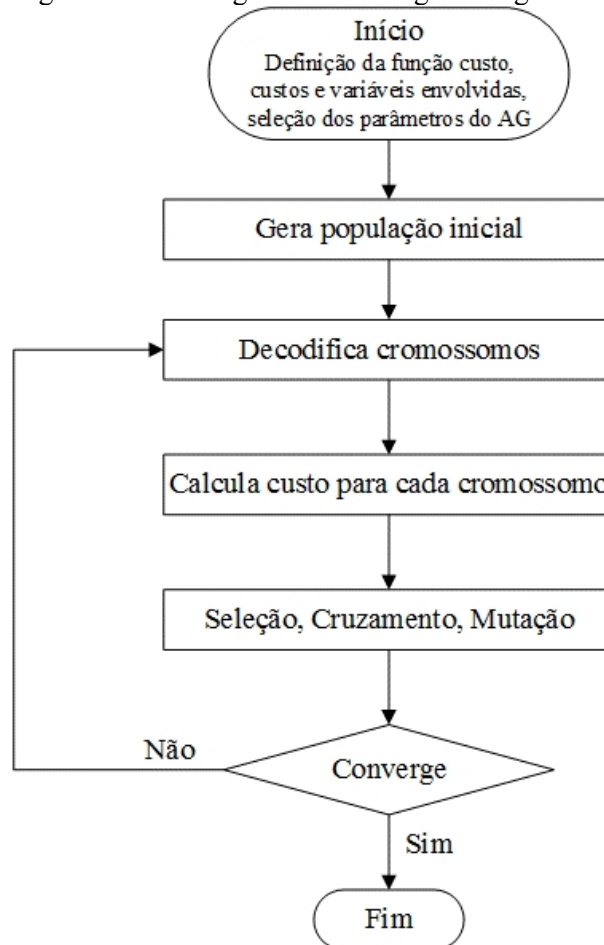 Início
Definição da função custo,
custos e variáveis envolvidas,
seleção dos parâmetros do AG
Gera população inicial
Decodifica cromossomos
Calcula custo para cada cromossomo
Seleção, Cruzamento, Mutação
Não
Converge
Sim
Fim